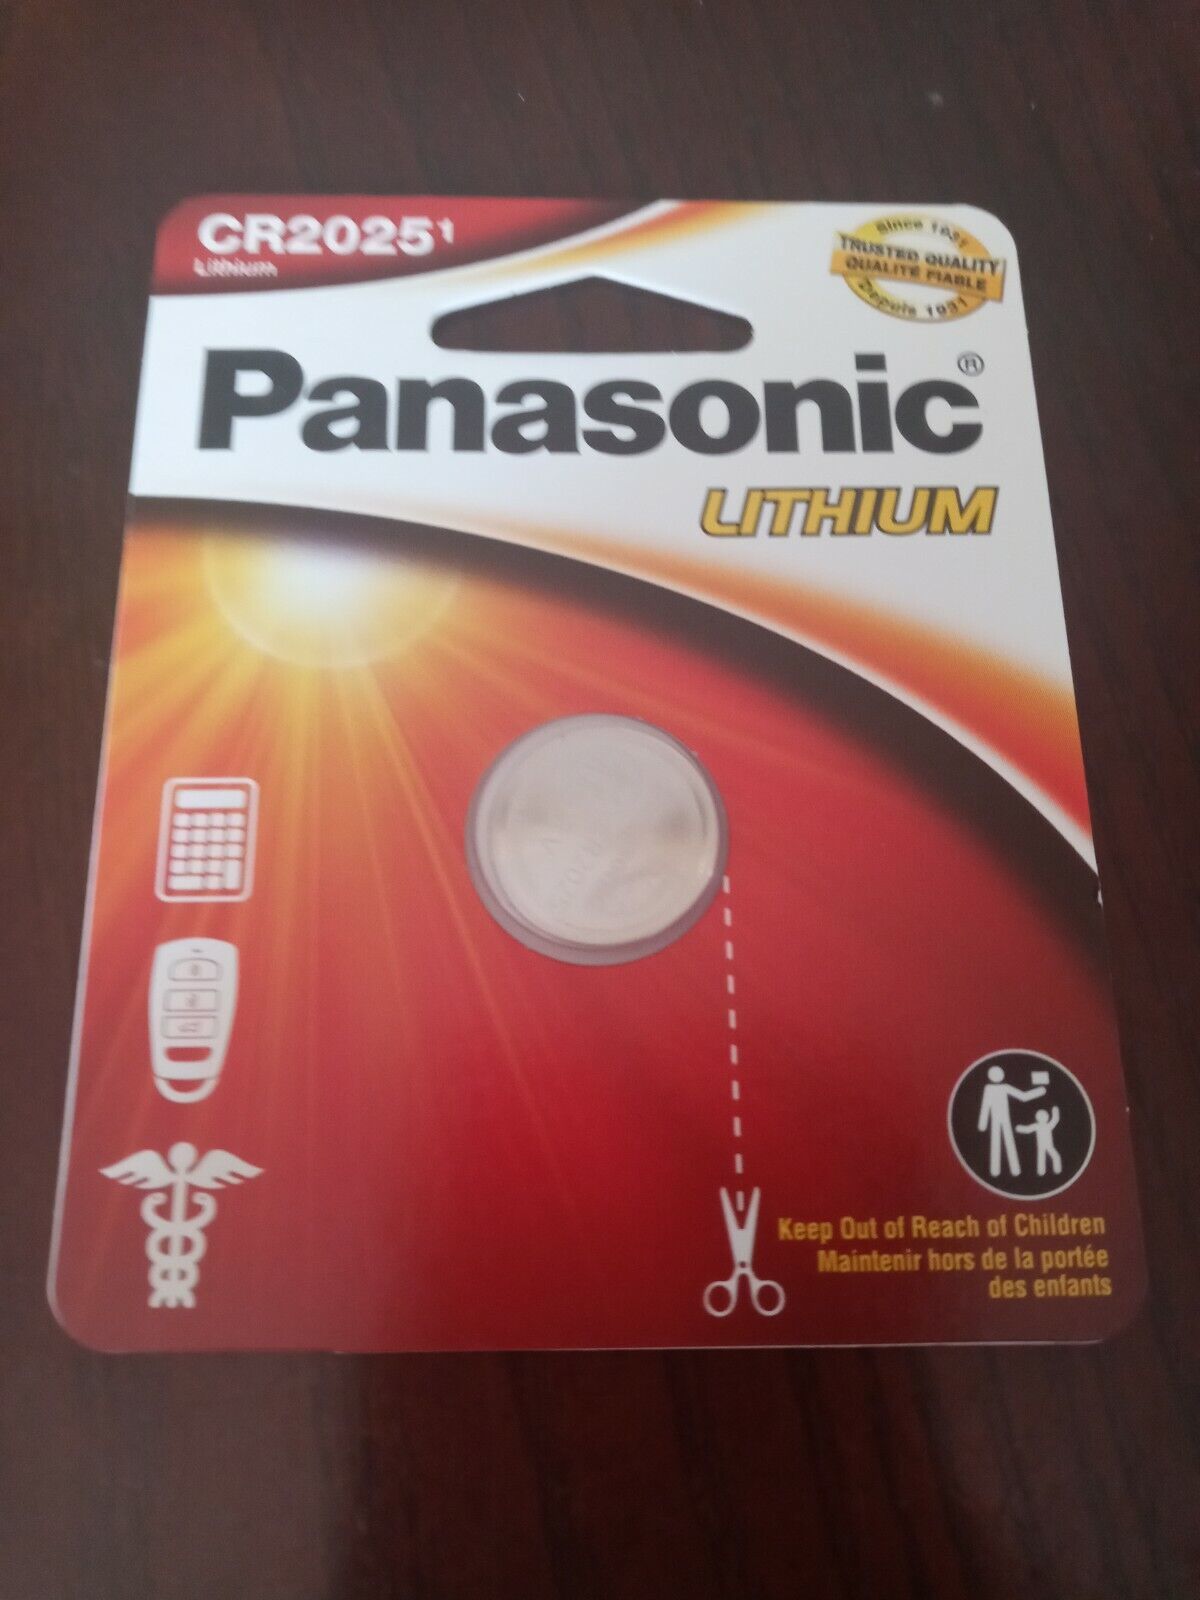 CR2025¹
Lithium
Since 1931
TRUSTED QUALITY
QUALITÉ FIABLE
Depuis 1931
Panasonic®
LITHIUM
Keep Out of Reach of Children
Maintenir hors de la portée
des enfants